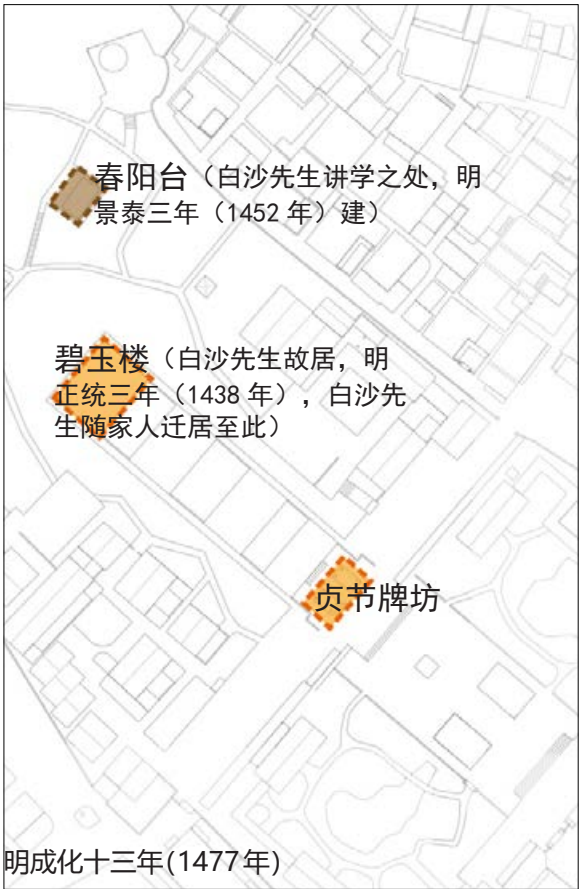 春阳台（白沙先生讲学之处，明
景泰三年（1452 年）建）
碧玉楼（白沙先生故居，明
正统三年（1438 年），白沙先
生随家人迁居至此）
贞节牌坊
明成化十三年(1477年)